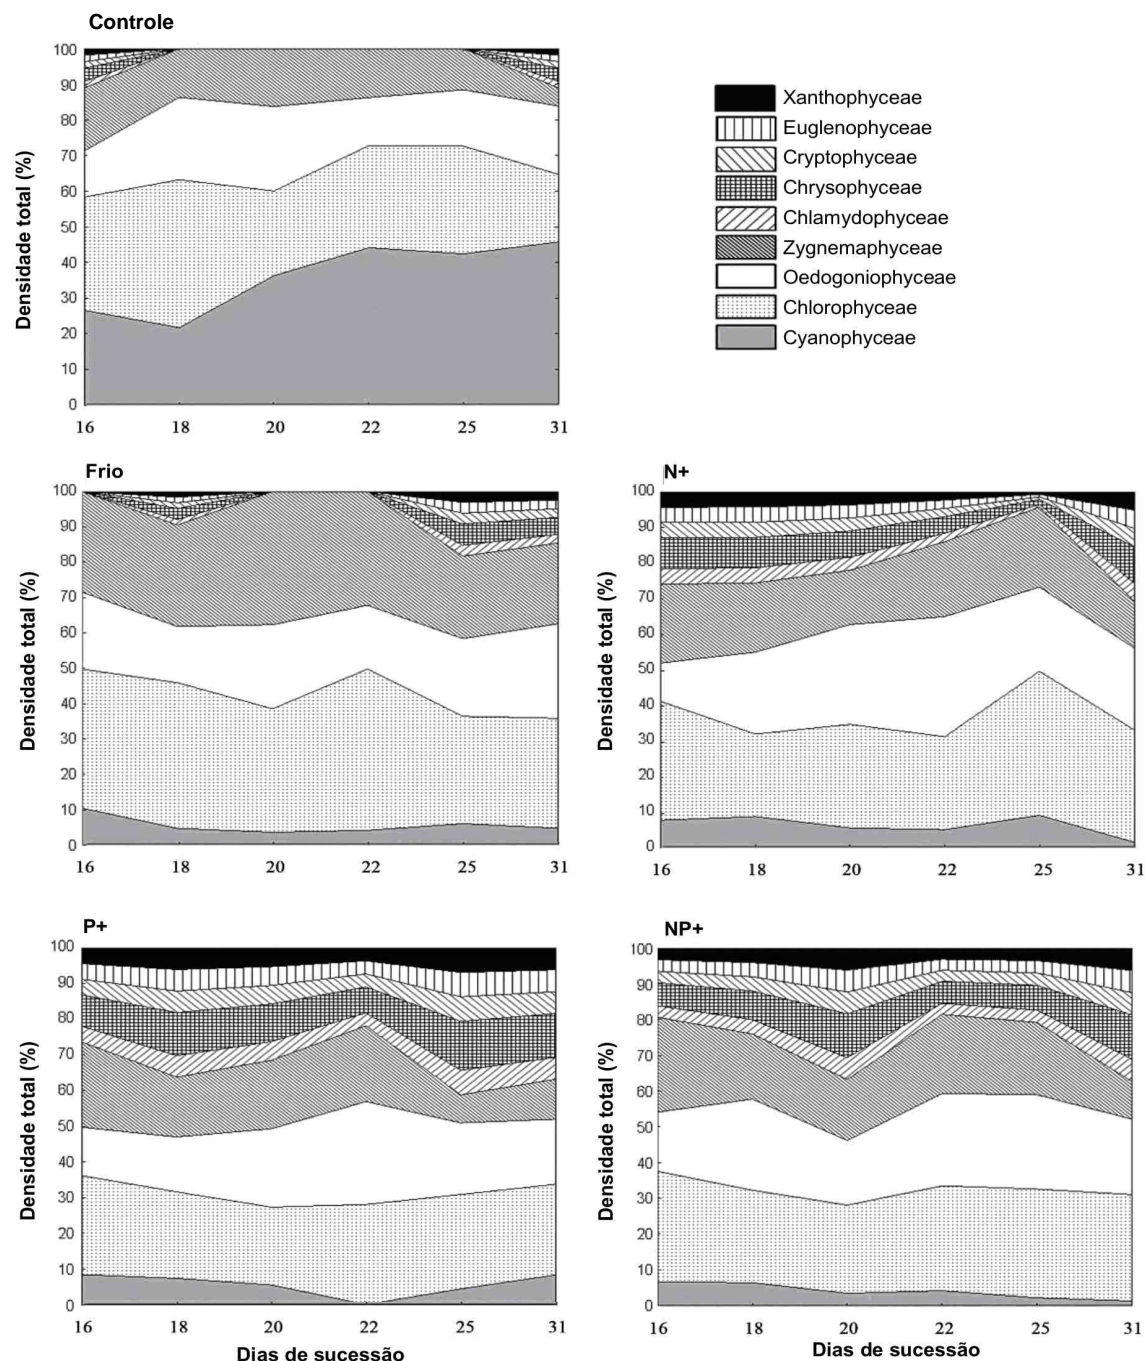 Controle
Densidade total (%)
100
90
80
70
60
50
40
30
20
10
0
16 18 20 22 25 31
Xanthophyceae
Euglenophyceae
Cryptophyceae
Chrysophyceae
Chlamydophyceae
Zygnemaphyceae
Oedogoniophyceae
Chlorophyceae
Cyanophyceae
Frio
Densidade total (%)
100
90
80
70
60
50
40
30
20
10
0
16 18 20 22 25 31
N+
Densidade total (%)
100
90
80
70
60
50
40
30
20
10
0
16 18 20 22 25 31
P+
Densidade total (%)
100
90
80
70
60
50
40
30
20
10
0
16 18 20 22 25 31
Dias de sucessão
NP+
Densidade total (%)
100
90
80
70
60
50
40
30
20
10
0
16 18 20 22 25 31
Dias de sucessão